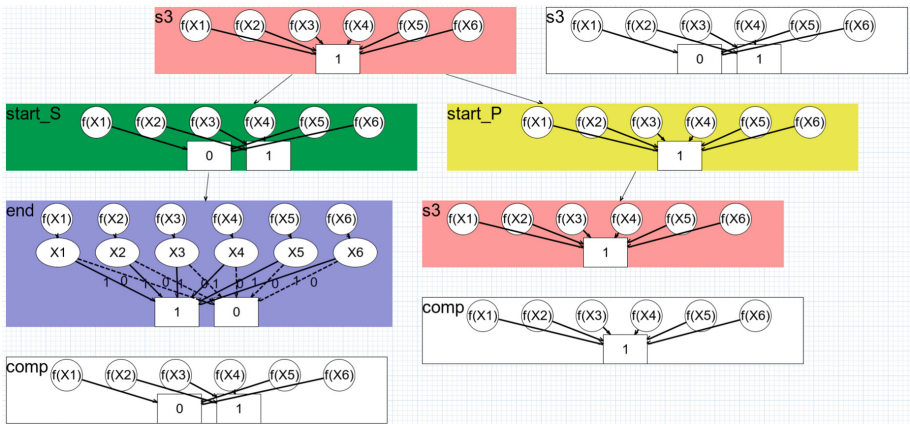 s3 f(X1) f(X2) f(X3) f(X4) f(X5) f(X6)
1
s3 f(X1) f(X2) f(X3) f(X4) f(X5) f(X6)
0 1
start_S f(X1) f(X2) f(X3) f(X4) f(X5) f(X6)
0 1
start_P f(X1) f(X2) f(X3) f(X4) f(X5) f(X6)
1
end f(X1) f(X2) f(X3) f(X4) f(X5) f(X6)
X1 X2 X3 X4 X5 X6
1 0 1 0 1 0 1 0 1 0 1 0
1 0
s3 f(X1) f(X2) f(X3) f(X4) f(X5) f(X6)
1
comp f(X1) f(X2) f(X3) f(X4) f(X5) f(X6)
1
comp f(X1) f(X2) f(X3) f(X4) f(X5) f(X6)
0 1